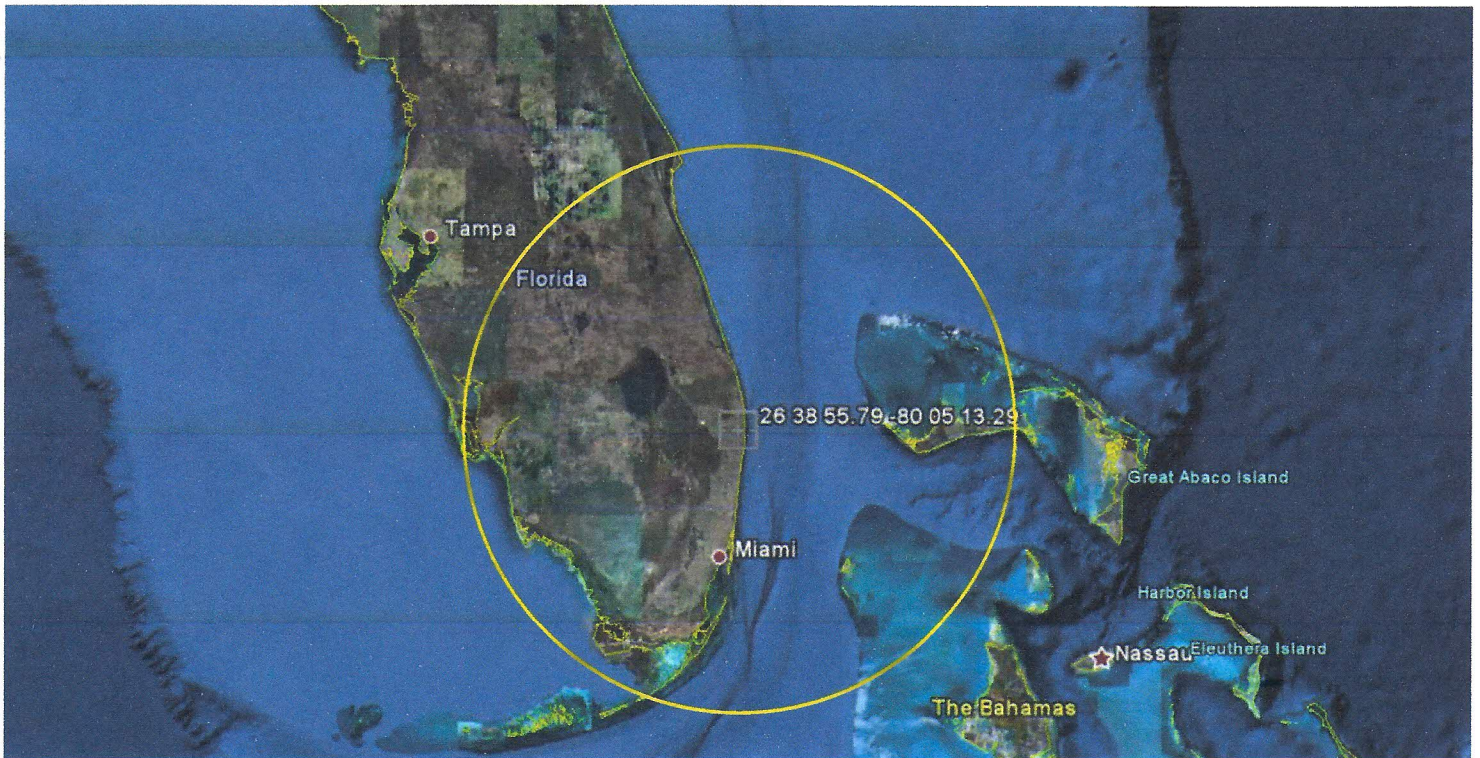 Tampa
Florida
26 38 55.79,-80 05 13.29
Great Abaco Island
Miami
Harbor Island
Nassau
Eleuthera Island
The Bahamas